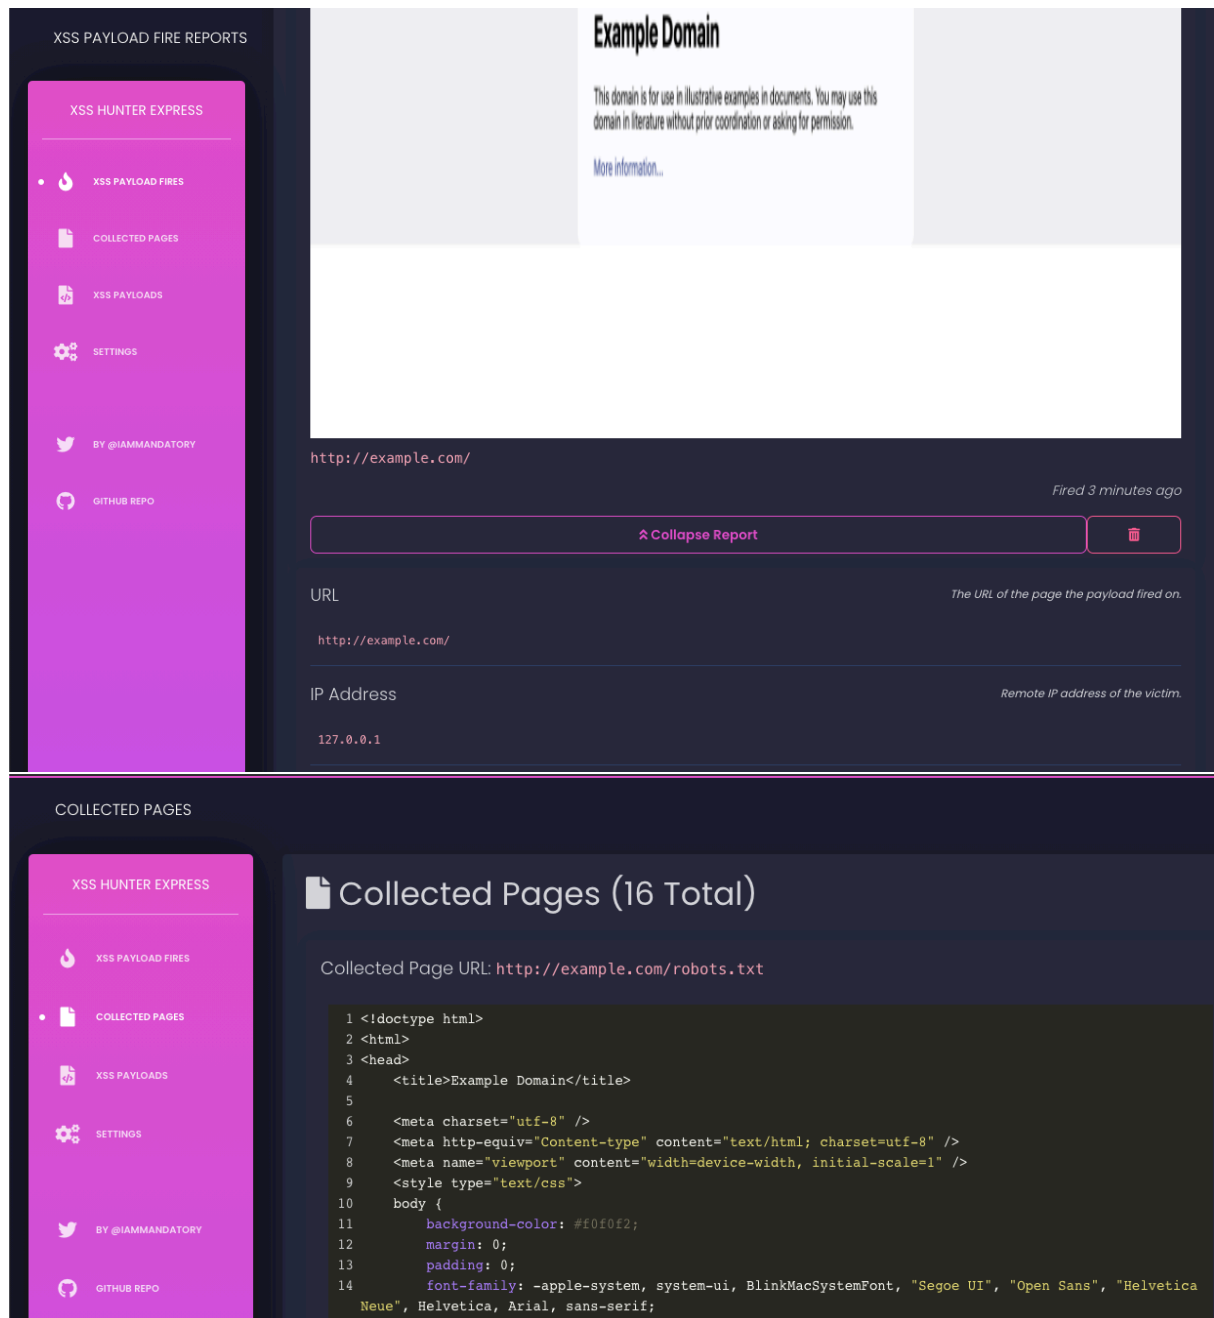 XSS PAYLOAD FIRE REPORTS
XSS HUNTER EXPRESS
XSS PAYLOAD FIRES
COLLECTED PAGES
XSS PAYLOADS
SETTINGS
BY @IAMMANDATORY
GITHUB REPO
Example Domain
This domain is for use in illustrative examples in documents. You may use this
domain in literature without prior coordination or asking for permission.
More information...
http://example.com/
Fired 3 minutes ago
Collapse Report
URL
The URL of the page the payload fired on.
http://example.com/
IP Address
Remote IP address of the victim.
127.0.0.1
COLLECTED PAGES
XSS HUNTER EXPRESS
XSS PAYLOAD FIRES
COLLECTED PAGES
XSS PAYLOADS
SETTINGS
BY @IAMMANDATORY
GITHUB REPO
Collected Pages (16 Total)
Collected Page URL: http://example.com/robots.txt
1 <!doctype html>
2 <html>
3 <head>
4     <title>Example Domain</title>
5
6     <meta charset="utf-8" />
7     <meta http-equiv="Content-type" content="text/html; charset=utf-8" />
8     <meta name="viewport" content="width=device-width, initial-scale=1" />
9     <style type="text/css">
10     body {
11         background-color: #f0f0f2;
12         margin: 0;
13         padding: 0;
14         font-family: -apple-system, system-ui, BlinkMacSystemFont, "Segoe UI", "Open Sans", "Helvetica
Neue", Helvetica, Arial, sans-serif;